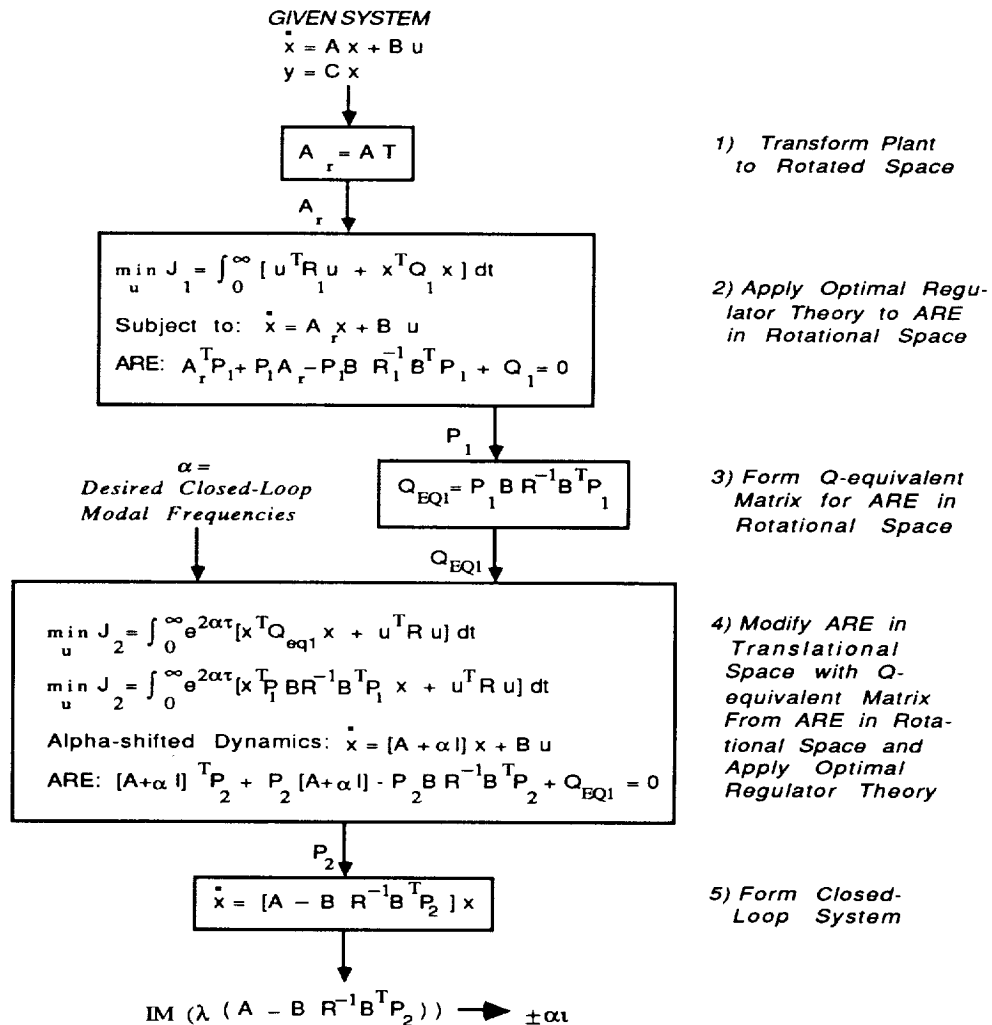 GIVEN SYSTEM
ẋ = A x + B u
y = C x
A_r = A T
1) Transform Plant
to Rotated Space
A_r
min_u J_1 = ∫_0^∞ [ u^T R_1 u + x^T Q_1 x ] dt
Subject to: ẋ = A_r x + B u
ARE: A_r^T P_1 + P_1 A_r − P_1 B R_1^{-1} B^T P_1 + Q_1 = 0
2) Apply Optimal Regu-
lator Theory to ARE
in Rotational Space
P_1
α =
Desired Closed-Loop
Modal Frequencies
Q_EQ1 = P_1 B R^{-1} B^T P_1
3) Form Q-equivalent
Matrix for ARE in
Rotational Space
Q_EQ1
min_u J_2 = ∫_0^∞ e^{2ατ} [x^T Q_eq1 x + u^T R u] dt
min_u J_2 = ∫_0^∞ e^{2ατ} [x^T P_1 B R^{-1} B^T P_1 x + u^T R u] dt
Alpha-shifted Dynamics: ẋ = [A + α I] x + B u
ARE: [A+α I]^T P_2 + P_2 [A+α I] - P_2 B R^{-1} B^T P_2 + Q_EQ1 = 0
4) Modify ARE in
Translational
Space with Q-
equivalent Matrix
From ARE in Rota-
tional Space and
Apply Optimal
Regulator Theory
P_2
ẋ = [A − B R^{-1} B^T P_2 ] x
5) Form Closed-
Loop System
IM (λ ( A − B R^{-1} B^T P_2 )) → ±αι